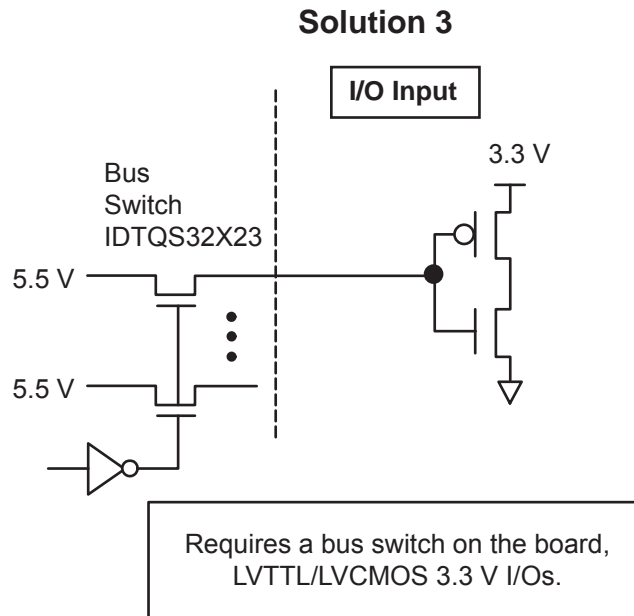 Solution 3
I/O Input
3.3 V
Bus
Switch
IDTQS32X23
5.5 V
5.5 V
Requires a bus switch on the board,
LVTTL/LVCMOS 3.3 V I/Os.